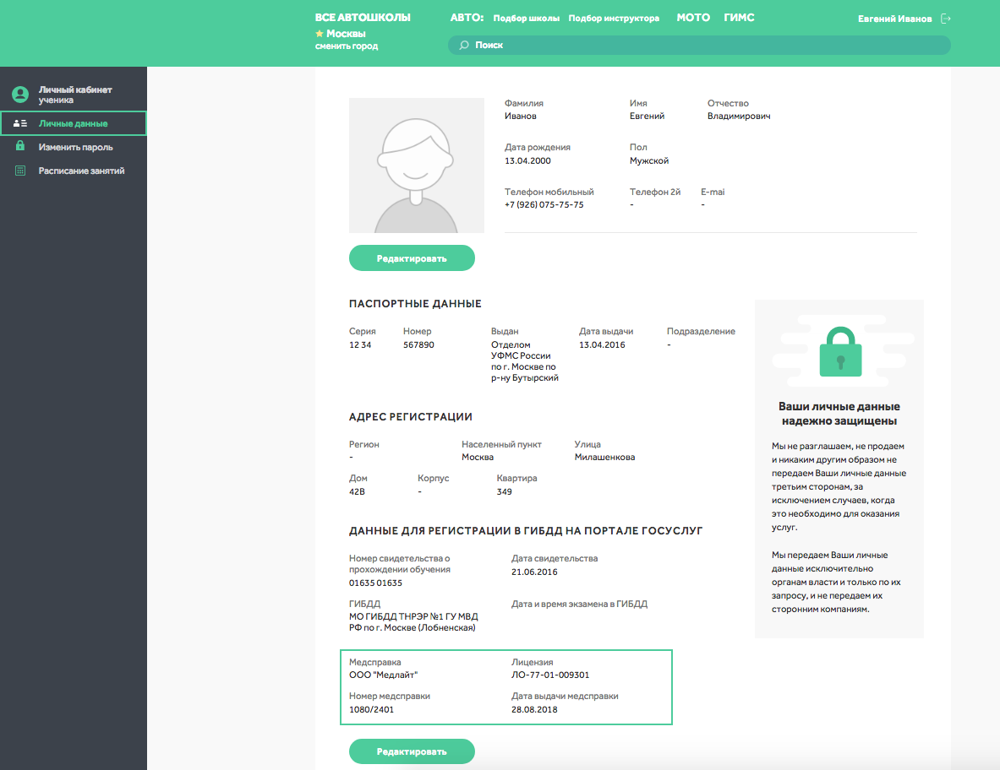 ВСЕ АВТОШКОЛЫ
Москвы
сменить город
АВТО: Подбор школы Подбор инструктора МОТО ГИМС
Евгений Иванов
Поиск
Личный кабинет
ученика
Личные данные
Изменить пароль
Расписание занятий
Фамилия Имя Отчество
Иванов Евгений Владимирович
Дата рождения Пол
13.04.2000 Мужской
Телефон мобильный Телефон 2й E-mai
+7 (926) 075-75-75 - -
Редактировать
ПАСПОРТНЫЕ ДАННЫЕ
Серия Номер Выдан Дата выдачи Подразделение
12 34 567890 Отделом 13.04.2016 -
УФМС России
по г. Москве по
р-ну Бутырский
АДРЕС РЕГИСТРАЦИИ
Регион Населенный пункт Улица
- Москва Милашенкова
Дом Корпус Квартира
42В - 349
ДАННЫЕ ДЛЯ РЕГИСТРАЦИИ В ГИБДД НА ПОРТАЛЕ ГОСУСЛУГ
Номер свидетельства о
прохождении обучения
01635 01635
Дата свидетельства
21.06.2016
ГИБДД
МО ГИБДД ТНРЭР №1 ГУ МВД
РФ по г. Москве (Лобненская)
Дата и время экзамена в ГИБДД
Медсправка Лицензия
ООО "Медлайт" ЛО-77-01-009301
Номер медсправки Дата выдачи медсправки
1080/2401 28.08.2018
Редактировать
Ваши личные данные
надежно защищены
Мы не разглашаем, не продаем
и никаким другим образом не
передаем Ваши личные данные
третьим сторонам, за
исключением случаев, когда
это необходимо для оказания
услуг.
Мы передаем Ваши личные
данные исключительно
органам власти и только по их
запросу, и не передаем их
сторонним компаниям.